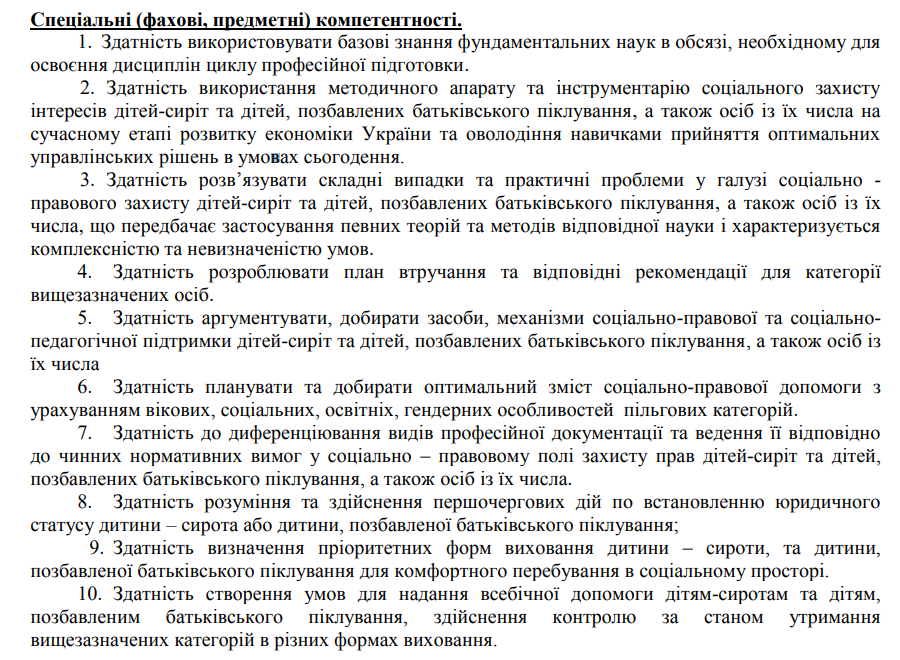 Спеціальні (фахові, предметні) компетентності.
1. Здатність використовувати базові знання фундаментальних наук в обсязі, необхідному для
освоєння дисциплін циклу професійної підготовки.
2. Здатність використання методичного апарату та інструментарію соціального захисту
інтересів дітей-сиріт та дітей, позбавлених батьківського піклування, а також осіб із їх числа на
сучасному етапі розвитку економіки України та оволодіння навичками прийняття оптимальних
управлінських рішень в умовах сьогодення.
3. Здатність розв’язувати складні випадки та практичні проблеми у галузі соціально -
правового захисту дітей-сиріт та дітей, позбавлених батьківського піклування, а також осіб із їх
числа, що передбачає застосування певних теорій та методів відповідної науки і характеризується
комплексністю та невизначеністю умов.
4. Здатність розроблювати план втручання та відповідні рекомендації для категорії
вищезазначених осіб.
5. Здатність аргументувати, добирати засоби, механізми соціально-правової та соціально-
педагогічної підтримки дітей-сиріт та дітей, позбавлених батьківського піклування, а також осіб із
їх числа
6. Здатність планувати та добирати оптимальний зміст соціально-правової допомоги з
урахуванням вікових, соціальних, освітніх, гендерних особливостей пільгових категорій.
7. Здатність до диференціювання видів професійної документації та ведення її відповідно
до чинних нормативних вимог у соціально – правовому полі захисту прав дітей-сиріт та дітей,
позбавлених батьківського піклування, а також осіб із їх числа.
8. Здатність розуміння та здійснення першочергових дій по встановленню юридичного
статусу дитини – сирота або дитини, позбавленої батьківського піклування;
9. Здатність визначення пріоритетних форм виховання дитини – сироти, та дитини,
позбавленої батьківського піклування для комфортного перебування в соціальному просторі.
10. Здатність створення умов для надання всебічної допомоги дітям-сиротам та дітям,
позбавленим батьківського піклування, здійснення контролю за станом утримання
вищезазначених категорій в різних формах виховання.